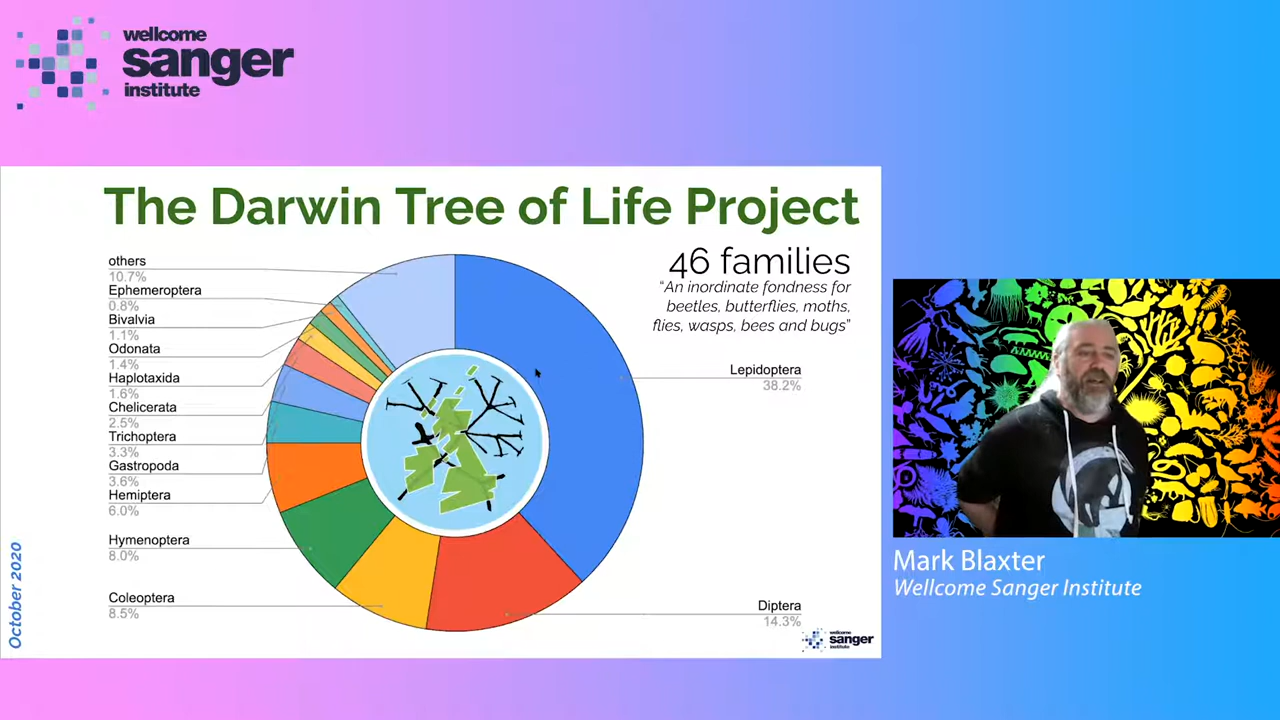 wellcome
sanger
institute
The Darwin Tree of Life Project
46 families
“An inordinate fondness for
beetles, butterflies, moths,
flies, wasps, bees and bugs”
others
10.7%
Ephemeroptera
0.8%
Bivalvia
1.1%
Odonata
1.4%
Haplotaxida
1.6%
Chelicerata
2.5%
Trichoptera
3.3%
Gastropoda
3.6%
Hemiptera
6.0%
Hymenoptera
8.0%
Coleoptera
8.5%
Lepidoptera
38.2%
Diptera
14.3%
October 2020
wellcome
sanger
institute
Mark Blaxter
Wellcome Sanger Institute